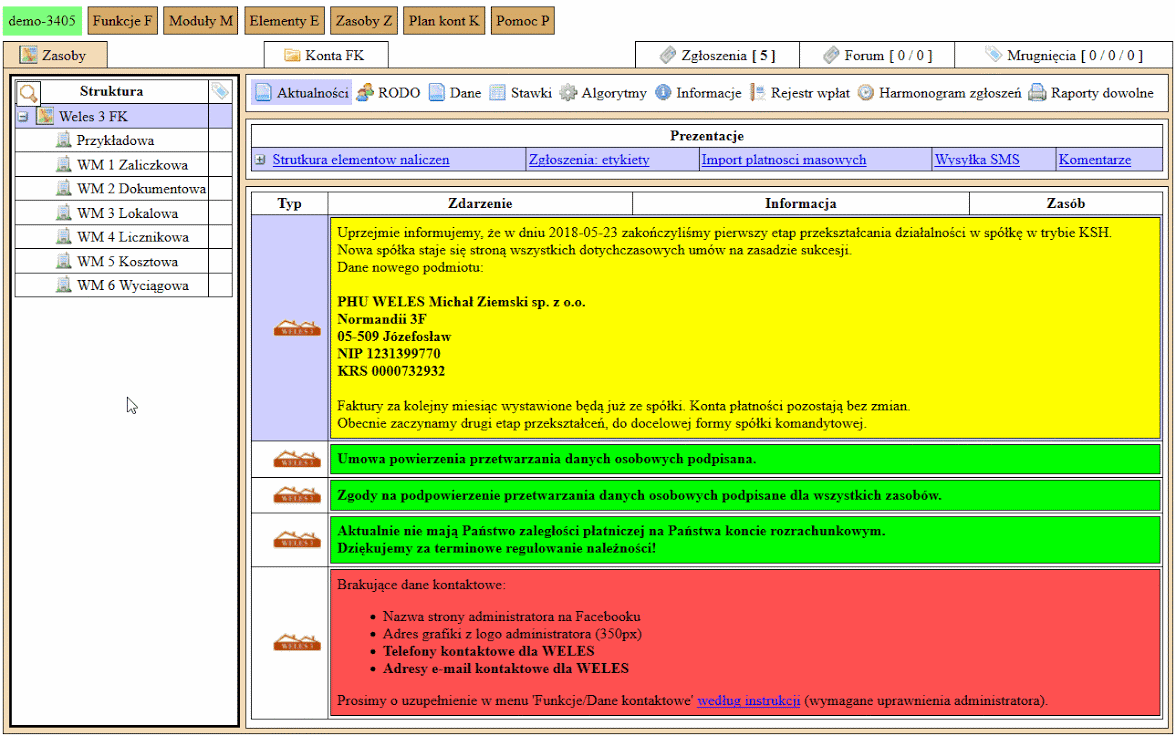 demo-3405 Funkcje F Moduły M Elementy E Zasoby Z Plan kont K Pomoc P
Zasoby Konta FK Zgłoszenia [ 5 ] Forum [ 0 / 0 ] Mrugnięcia [ 0 / 0 / 0 ]
Struktura
Weles 3 FK
Przykładowa
WM 1 Zaliczkowa
WM 2 Dokumentowa
WM 3 Lokalowa
WM 4 Licznikowa
WM 5 Kosztowa
WM 6 Wyciągowa
Aktualności RODO Dane Stawki Algorytmy Informacje Rejestr wpłat Harmonogram zgłoszeń Raporty dowolne
Prezentacje
Strutkura elementow naliczen Zgłoszenia: etykiety Import platnosci masowych Wysyłka SMS Komentarze
Typ Zdarzenie Informacja Zasób
WELES 3
Uprzejmie informujemy, że w dniu 2018-05-23 zakończyliśmy pierwszy etap przekształcania działalności w spółkę w trybie KSH.
Nowa spółka staje się stroną wszystkich dotychczasowych umów na zasadzie sukcesji.
Dane nowego podmiotu:
PHU WELES Michał Ziemski sp. z o.o.
Normandii 3F
05-509 Józefosław
NIP 1231399770
KRS 0000732932
Faktury za kolejny miesiąc wystawione będą już ze spółki. Konta płatności pozostają bez zmian.
Obecnie zaczynamy drugi etap przekształceń, do docelowej formy spółki komandytowej.
WELES 3
Umowa powierzenia przetwarzania danych osobowych podpisana.
WELES 3
Zgody na podpowierzenie przetwarzania danych osobowych podpisane dla wszystkich zasobów.
WELES 3
Aktualnie nie mają Państwo zaległości płatniczej na Państwa koncie rozrachunkowym.
Dziękujemy za terminowe regulowanie należności!
WELES 3
Brakujące dane kontaktowe:
• Nazwa strony administratora na Facebooku
• Adres grafiki z logo administratora (350px)
• Telefony kontaktowe dla WELES
• Adresy e-mail kontaktowe dla WELES
Prosimy o uzupełnienie w menu 'Funkcje/Dane kontaktowe' według instrukcji (wymagane uprawnienia administratora).